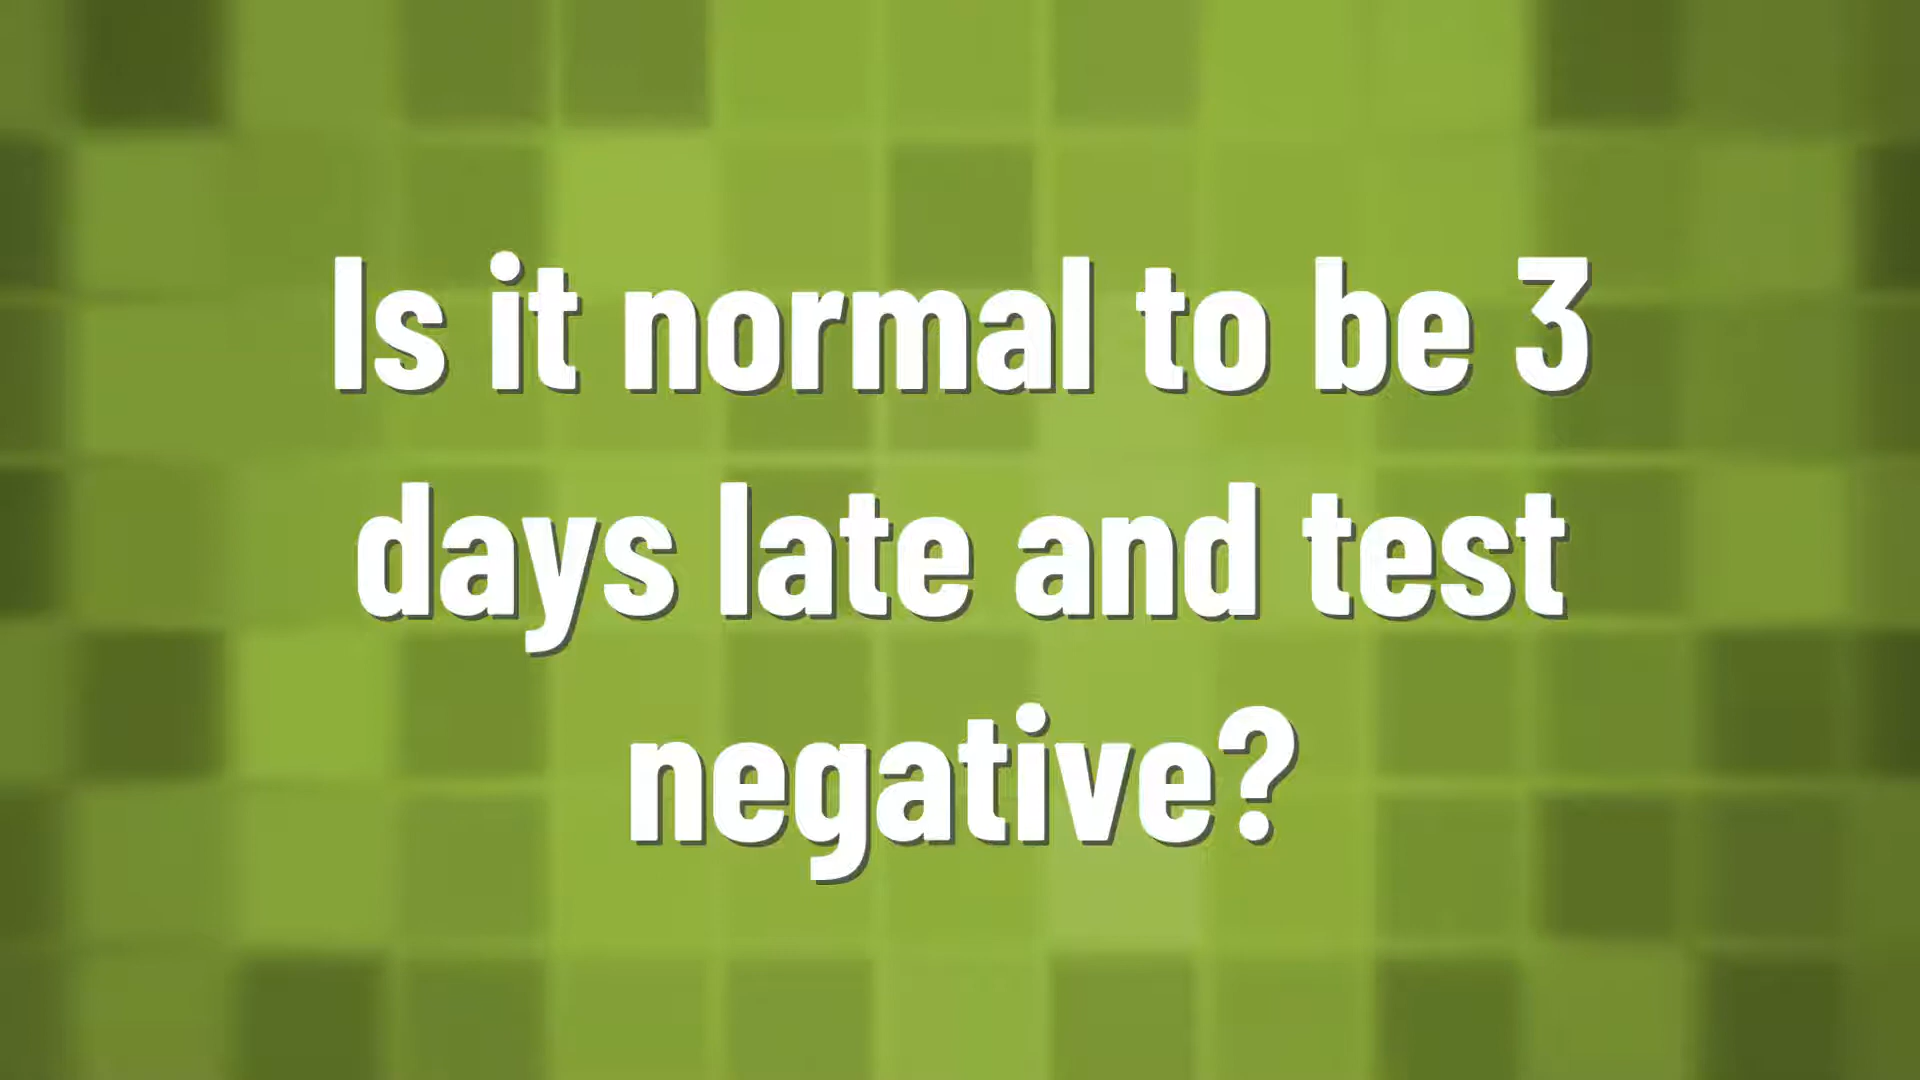 Is it normal to be 3
days late and test
negative?